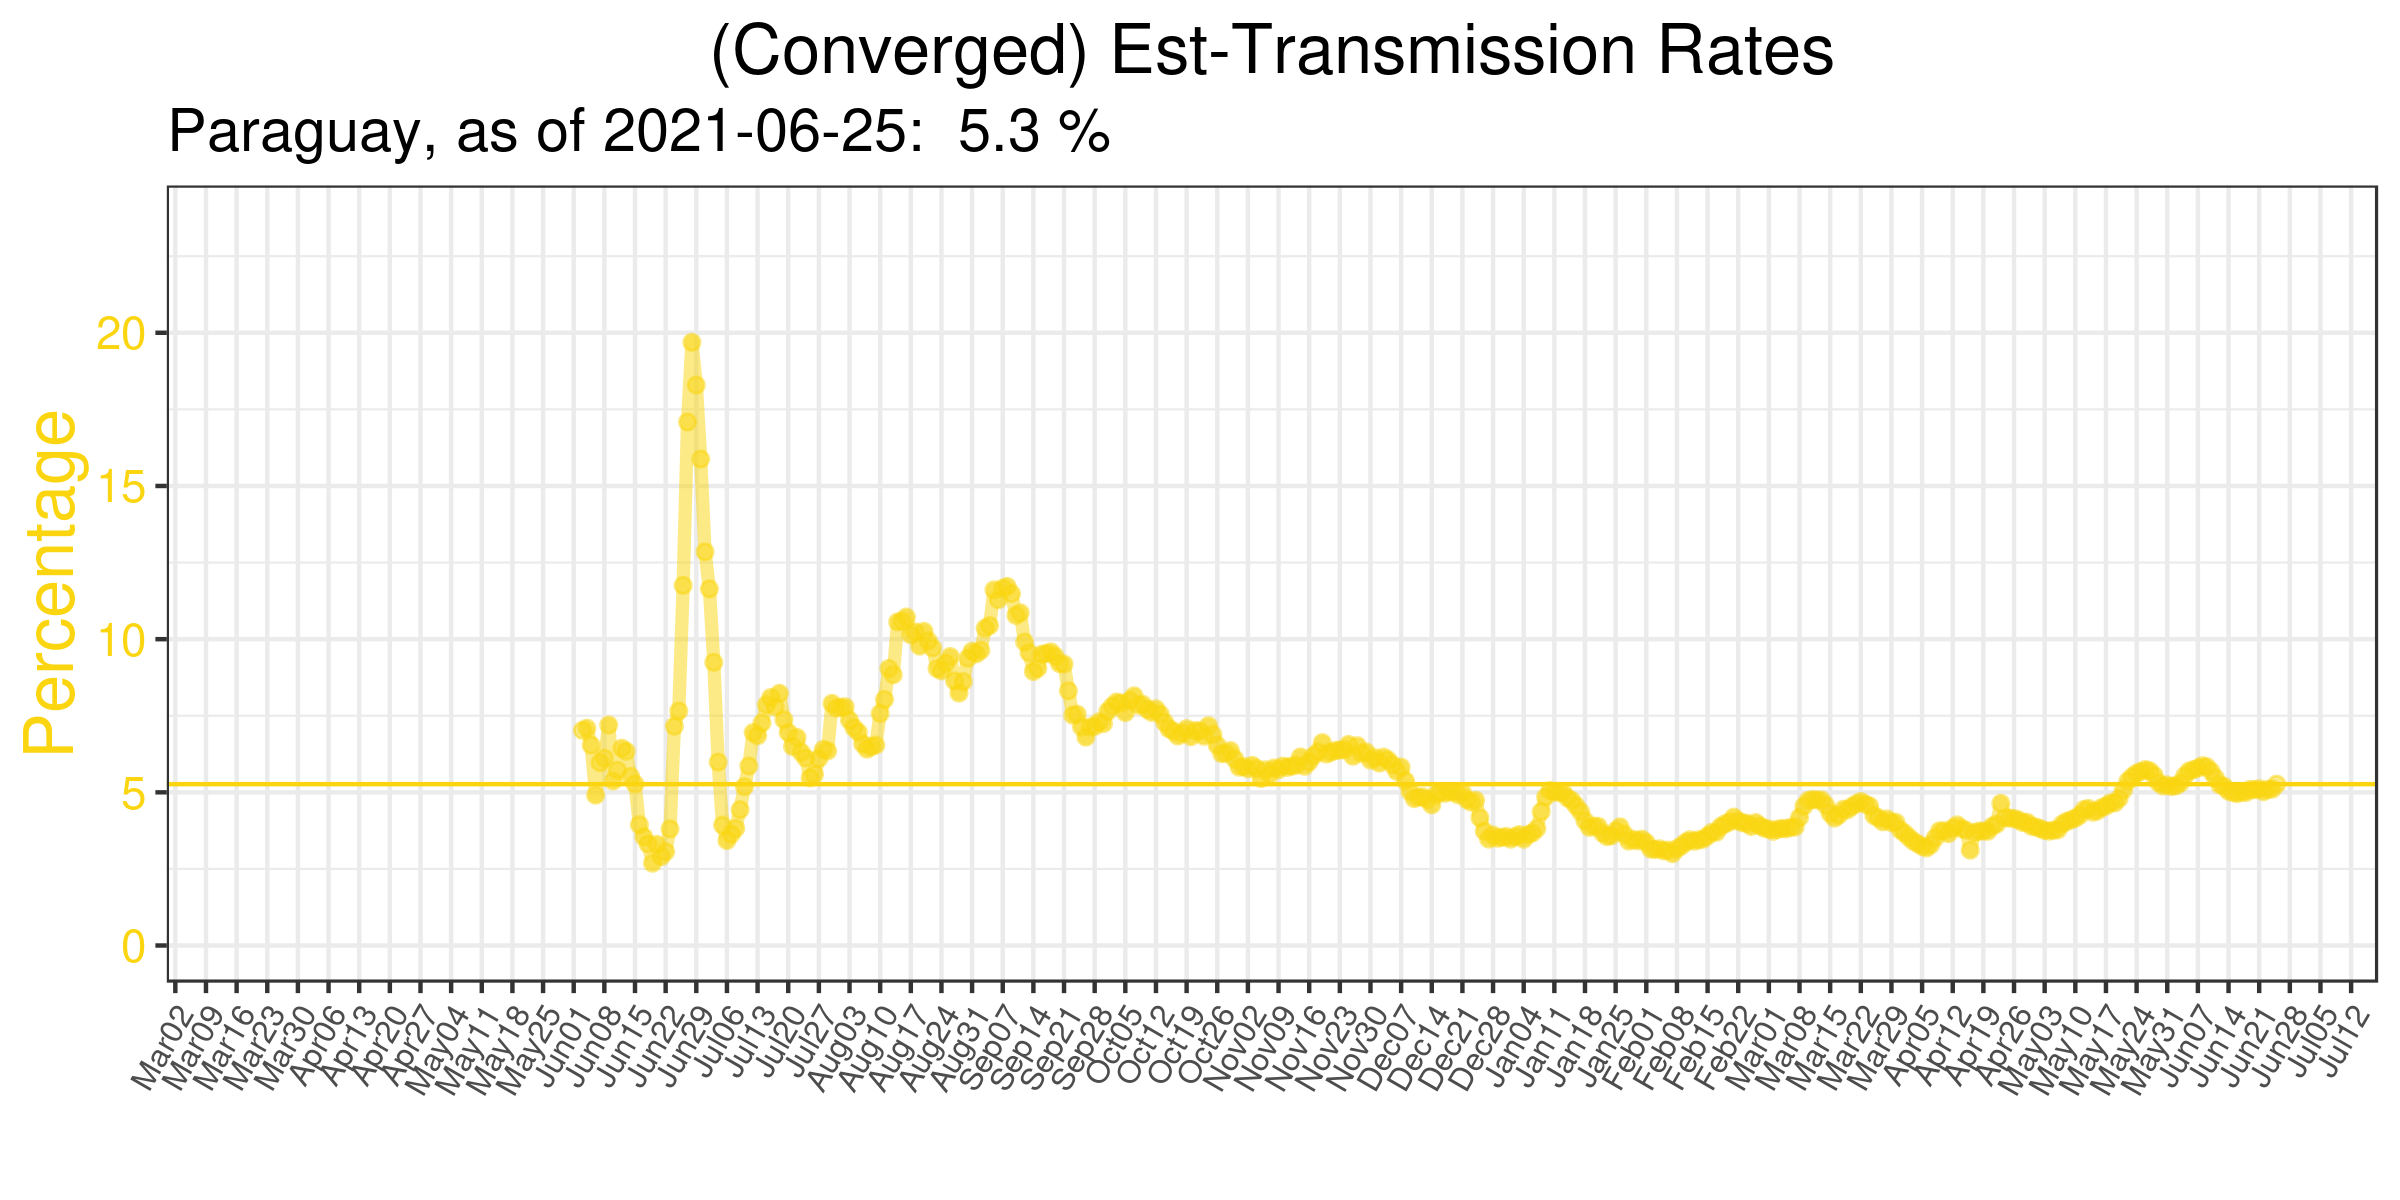 (Converged) Est-Transmission Rates
Paraguay, as of 2021-06-25:  5.3 %
Percentage
20
15
10
5
0
Mar02 Mar09 Mar16 Mar23 Mar30 Apr06 Apr13 Apr20 Apr27 May04 May11 May18 May25 Jun01 Jun08 Jun15 Jun22 Jun29 Jul06 Jul13 Jul20 Jul27 Aug03 Aug10 Aug17 Aug24 Aug31 Sep07 Sep14 Sep21 Sep28 Oct05 Oct12 Oct19 Oct26 Nov02 Nov09 Nov16 Nov23 Nov30 Dec07 Dec14 Dec21 Dec28 Jan04 Jan11 Jan18 Jan25 Feb01 Feb08 Feb15 Feb22 Mar01 Mar08 Mar15 Mar22 Mar29 Apr05 Apr12 Apr19 Apr26 May03 May10 May17 May24 May31 Jun07 Jun14 Jun21 Jun28 Jul05 Jul12